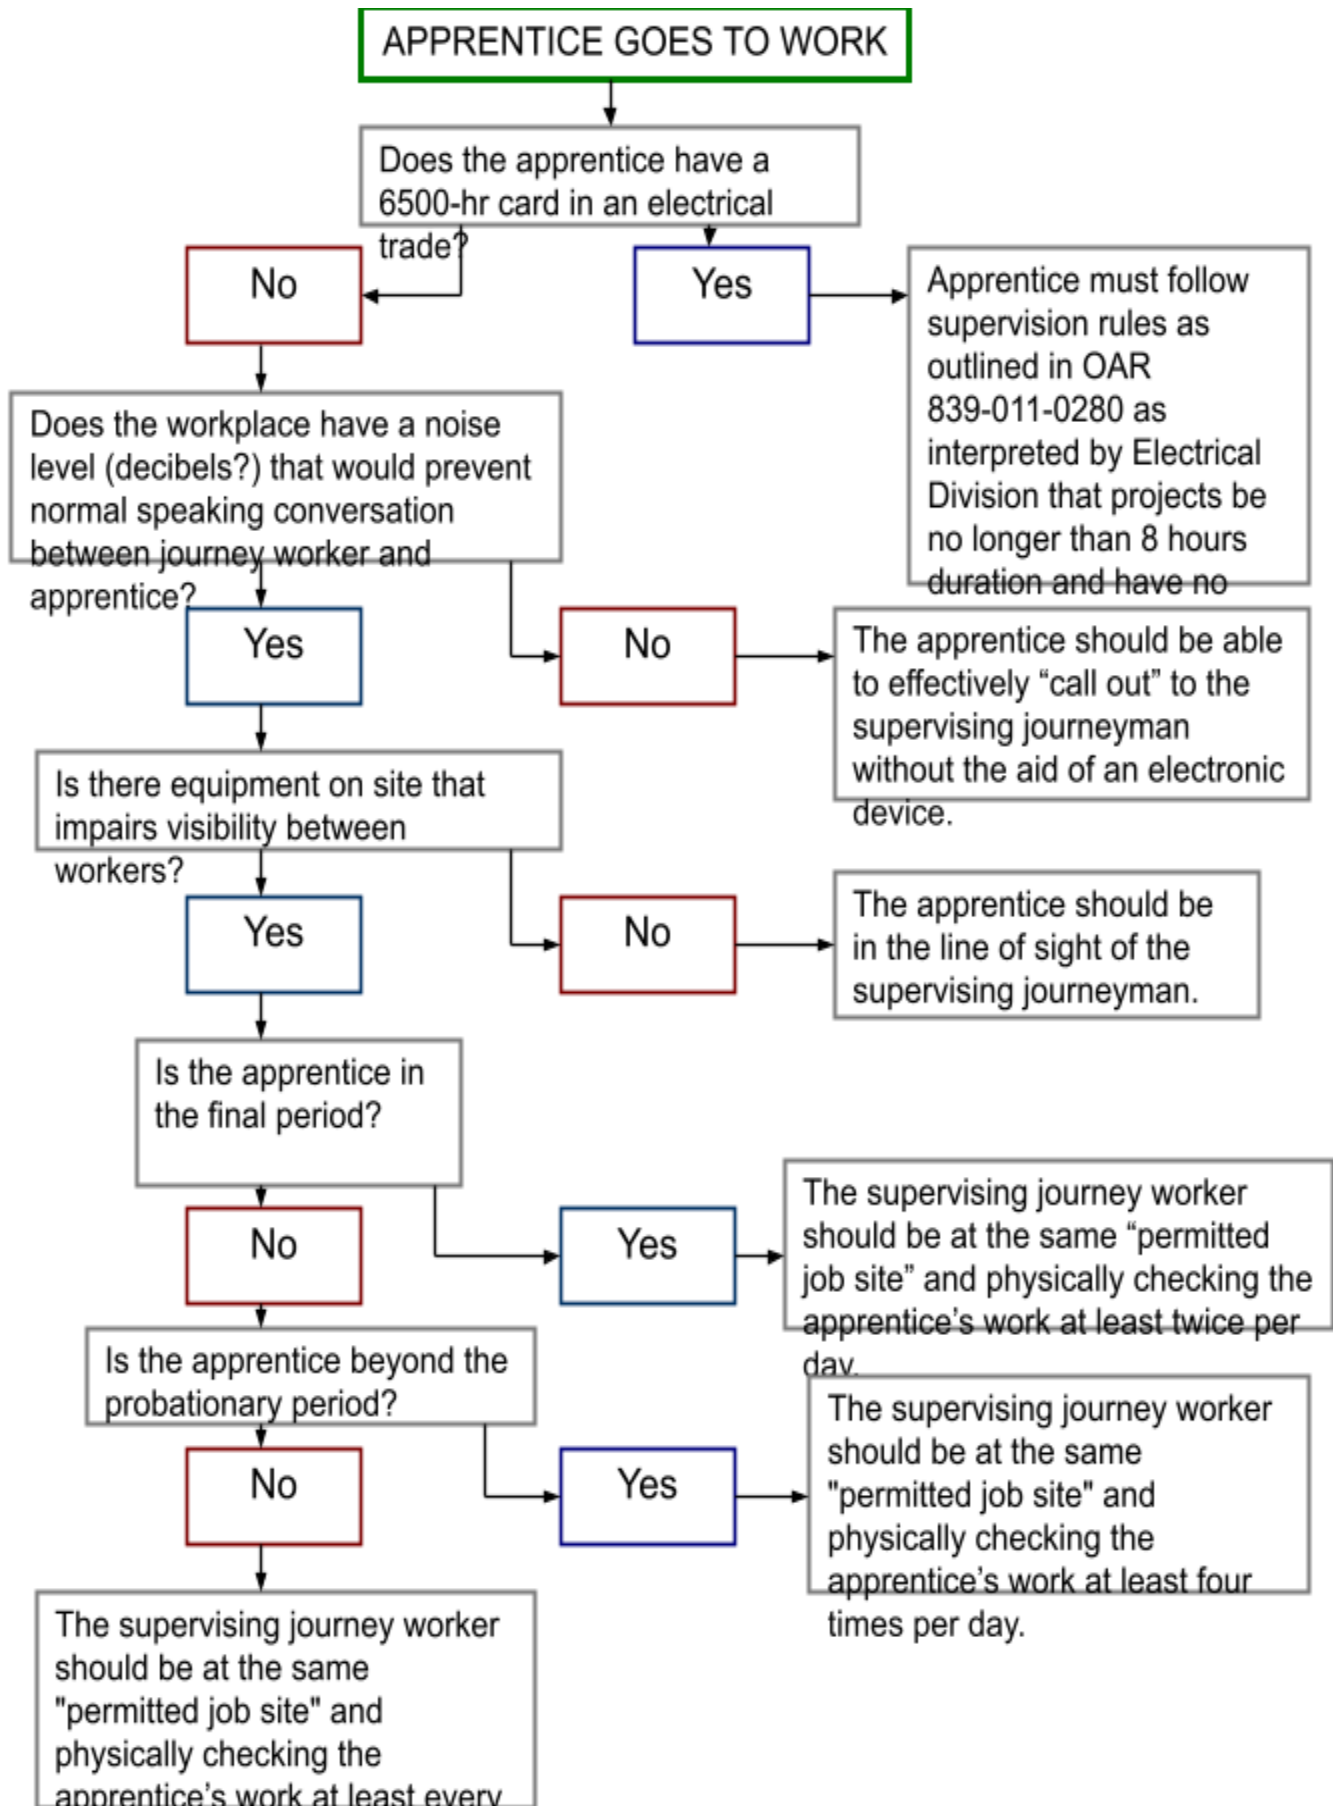 APPRENTICE GOES TO WORK
Does the apprentice have a
6500-hr card in an electrical
trade?
No
Yes
Apprentice must follow
supervision rules as
outlined in OAR
839-011-0280 as
interpreted by Electrical
Division that projects be
no longer than 8 hours
duration and have no
Does the workplace have a noise
level (decibels?) that would prevent
normal speaking conversation
between journey worker and
apprentice?
Yes
No
The apprentice should be able
to effectively “call out” to the
supervising journeyman
without the aid of an electronic
device.
Is there equipment on site that
impairs visibility between
workers?
Yes
No
The apprentice should be
in the line of sight of the
supervising journeyman.
Is the apprentice in
the final period?
No
Yes
The supervising journey worker
should be at the same “permitted
job site” and physically checking the
apprentice’s work at least twice per
day.
Is the apprentice beyond the
probationary period?
No
Yes
The supervising journey worker
should be at the same
"permitted job site" and
physically checking the
apprentice’s work at least four
times per day.
The supervising journey worker
should be at the same
"permitted job site" and
physically checking the
apprentice’s work at least every